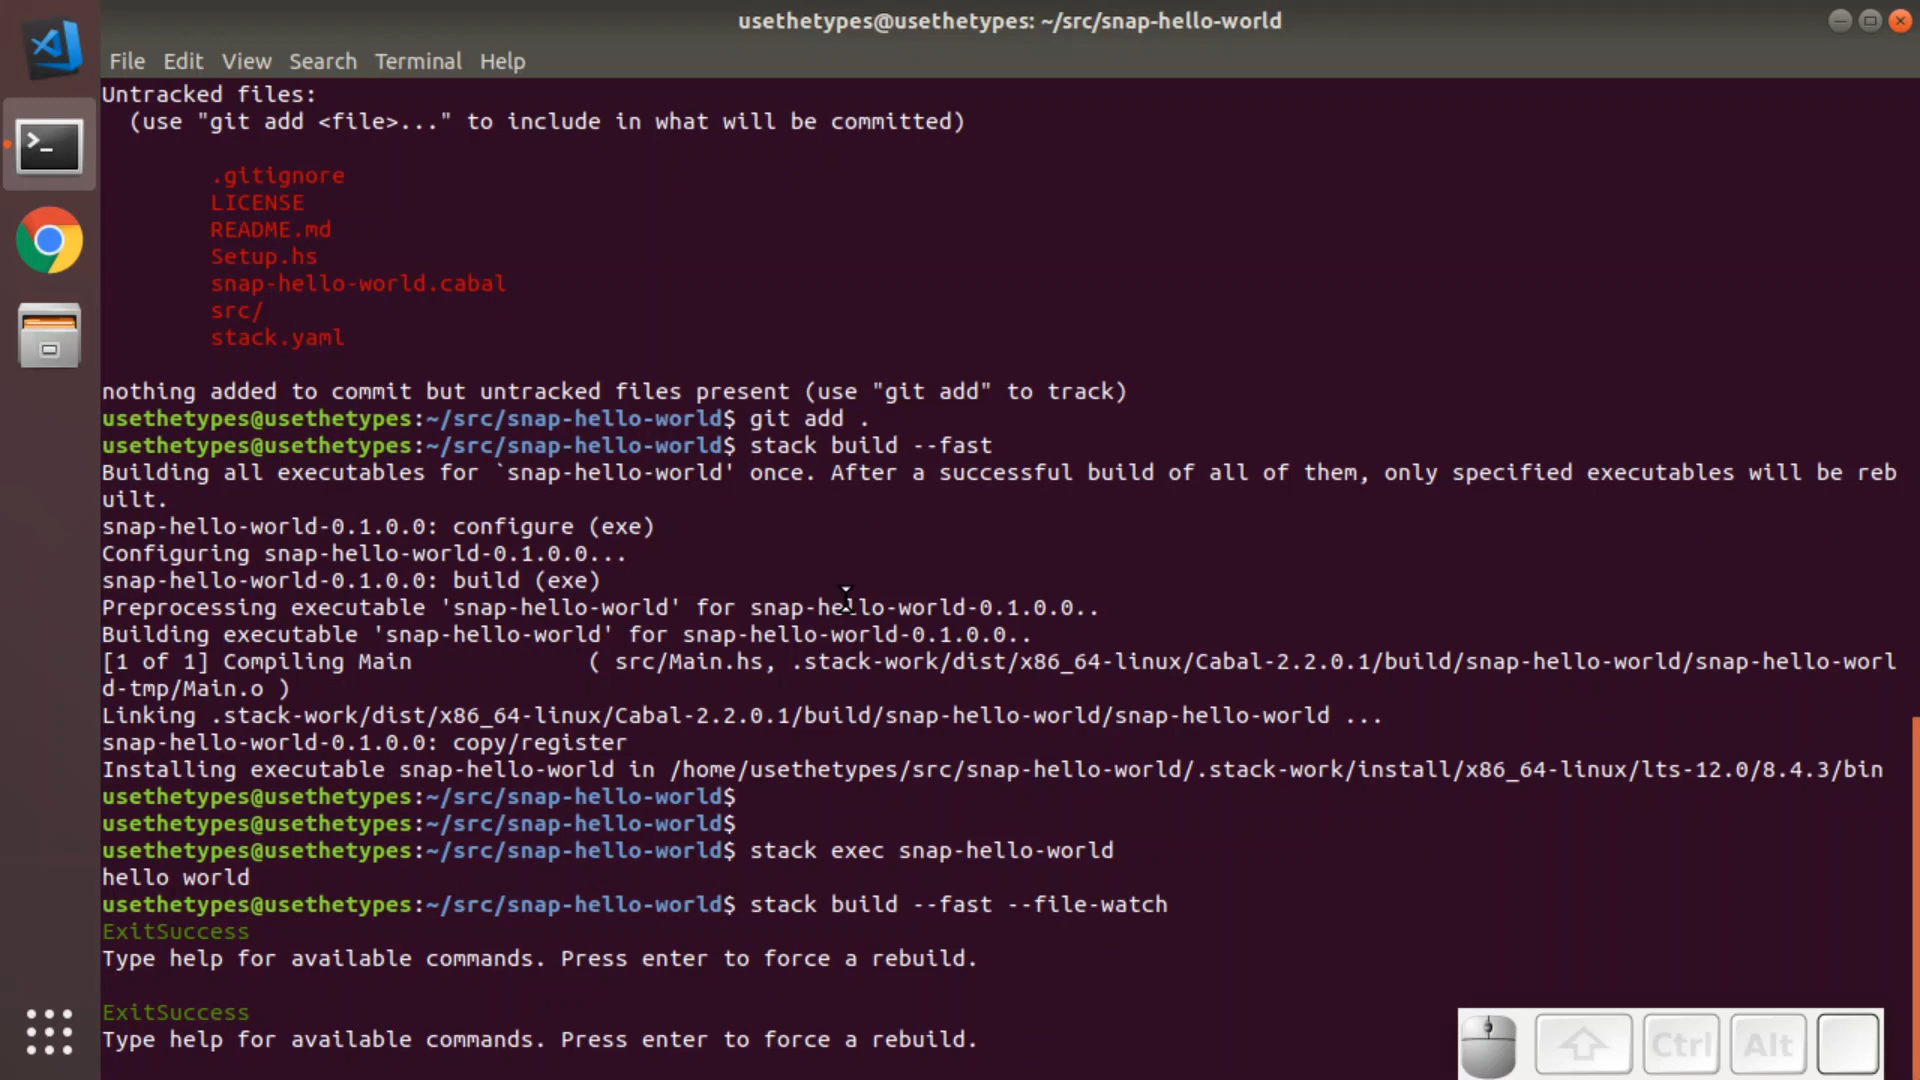 usethetypes@usethetypes: ~/src/snap-hello-world
File Edit View Search Terminal Help
Untracked files:
  (use "git add <file>..." to include in what will be committed)
        .gitignore
        LICENSE
        README.md
        Setup.hs
        snap-hello-world.cabal
        src/
        stack.yaml
nothing added to commit but untracked files present (use "git add" to track)
usethetypes@usethetypes:~/src/snap-hello-world$ git add .
usethetypes@usethetypes:~/src/snap-hello-world$ stack build --fast
Building all executables for `snap-hello-world' once. After a successful build of all of them, only specified executables will be reb
uilt.
snap-hello-world-0.1.0.0: configure (exe)
Configuring snap-hello-world-0.1.0.0...
snap-hello-world-0.1.0.0: build (exe)
Preprocessing executable 'snap-hello-world' for snap-hello-world-0.1.0.0..
Building executable 'snap-hello-world' for snap-hello-world-0.1.0.0..
[1 of 1] Compiling Main             ( src/Main.hs, .stack-work/dist/x86_64-linux/Cabal-2.2.0.1/build/snap-hello-world/snap-hello-worl
d-tmp/Main.o )
Linking .stack-work/dist/x86_64-linux/Cabal-2.2.0.1/build/snap-hello-world/snap-hello-world ...
snap-hello-world-0.1.0.0: copy/register
Installing executable snap-hello-world in /home/usethetypes/src/snap-hello-world/.stack-work/install/x86_64-linux/lts-12.0/8.4.3/bin
usethetypes@usethetypes:~/src/snap-hello-world$
usethetypes@usethetypes:~/src/snap-hello-world$
usethetypes@usethetypes:~/src/snap-hello-world$ stack exec snap-hello-world
hello world
usethetypes@usethetypes:~/src/snap-hello-world$ stack build --fast --file-watch
ExitSuccess
Type help for available commands. Press enter to force a rebuild.
ExitSuccess
Type help for available commands. Press enter to force a rebuild.
Ctrl Alt